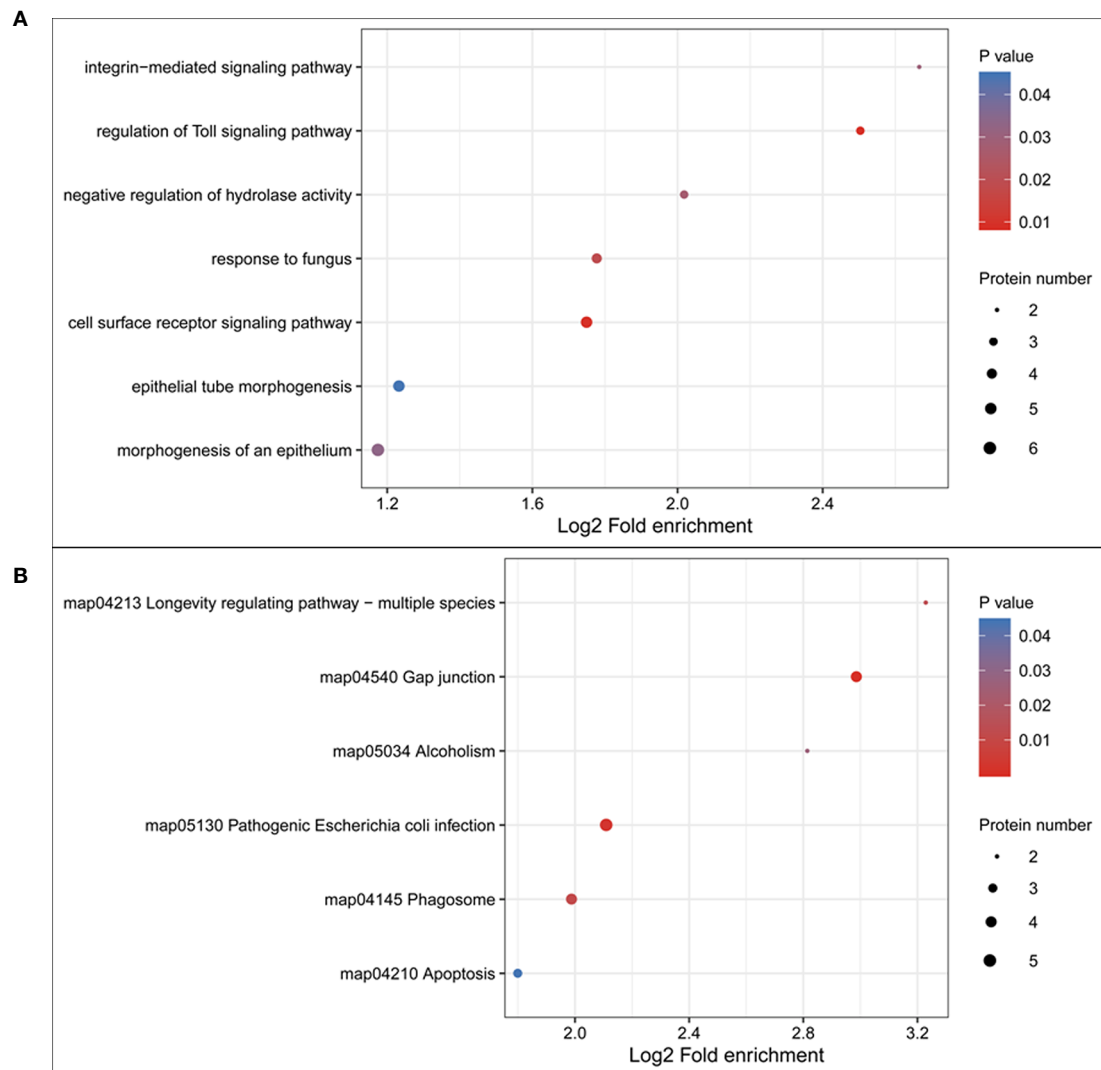 A
integrin−mediated signaling pathway
regulation of Toll signaling pathway
negative regulation of hydrolase activity
response to fungus
cell surface receptor signaling pathway
epithelial tube morphogenesis
morphogenesis of an epithelium
1.2 1.6 2.0 2.4
Log2 Fold enrichment
P value
0.04
0.03
0.02
0.01
Protein number
2
3
4
5
6
B
map04213 Longevity regulating pathway − multiple species
map04540 Gap junction
map05034 Alcoholism
map05130 Pathogenic Escherichia coli infection
map04145 Phagosome
map04210 Apoptosis
2.0 2.4 2.8 3.2
Log2 Fold enrichment
P value
0.04
0.03
0.02
0.01
Protein number
2
3
4
5